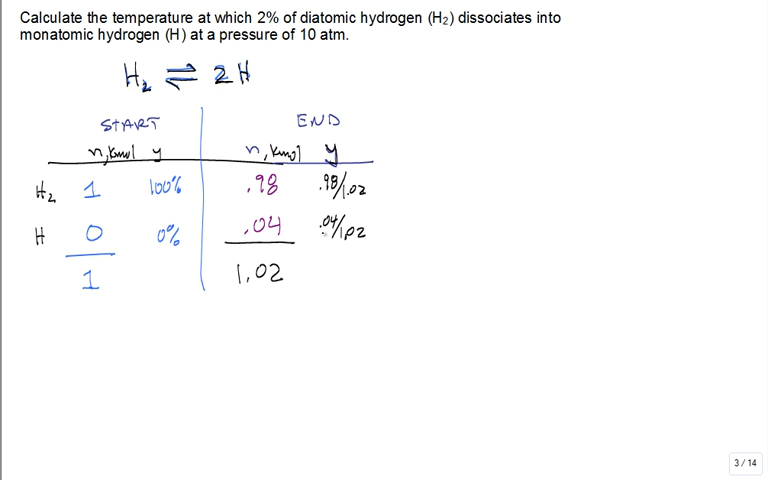 Calculate the temperature at which 2% of diatomic hydrogen (H₂) dissociates into
monatomic hydrogen (H) at a pressure of 10 atm.
H₂ ⇌ 2H
START END
n, kmol y n, kmol y
H₂ 1 100% .98 .98/1.02
H 0 0% .04 .04/1.02
1 1.02
3 / 14